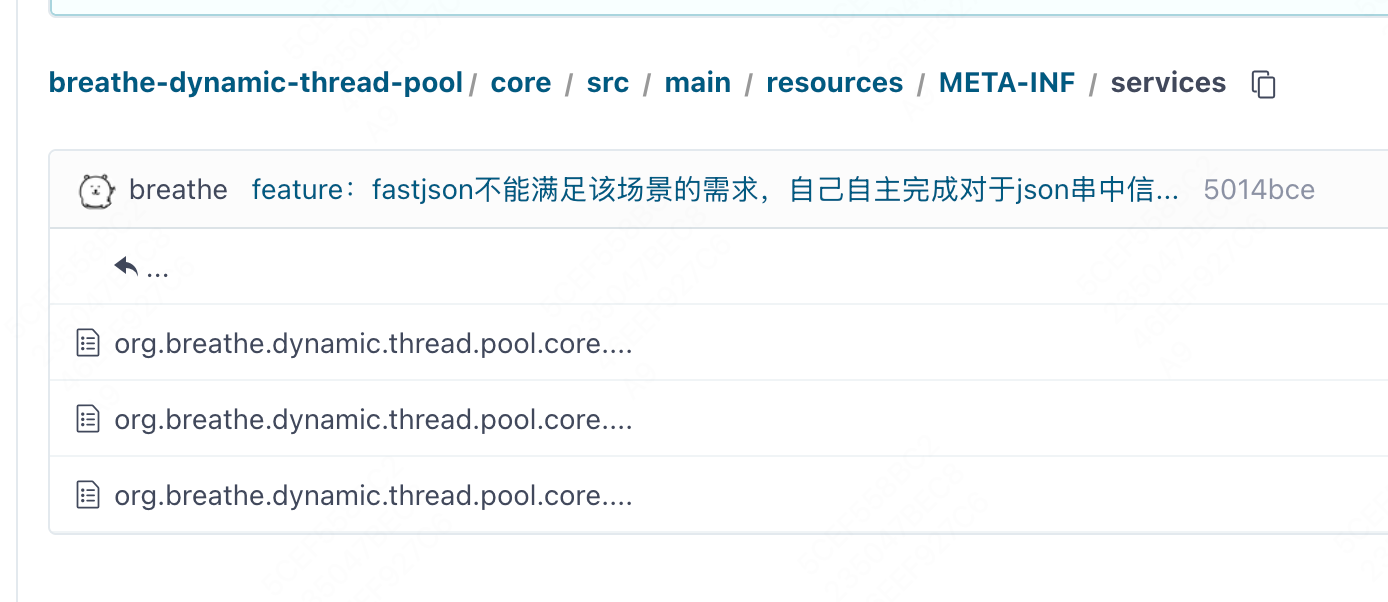 breathe-dynamic-thread-pool / core / src / main / resources / META-INF / services
breathe feature：fastjson不能满足该场景的需求，自己自主完成对于json串中信... 5014bce
...
org.breathe.dynamic.thread.pool.core....
org.breathe.dynamic.thread.pool.core....
org.breathe.dynamic.thread.pool.core....